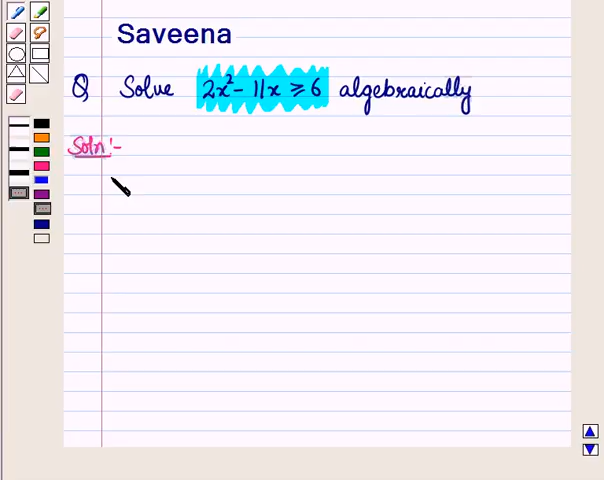 Saveena
Q Solve 2x² - 11x ≥ 6 algebraically
Soln :-